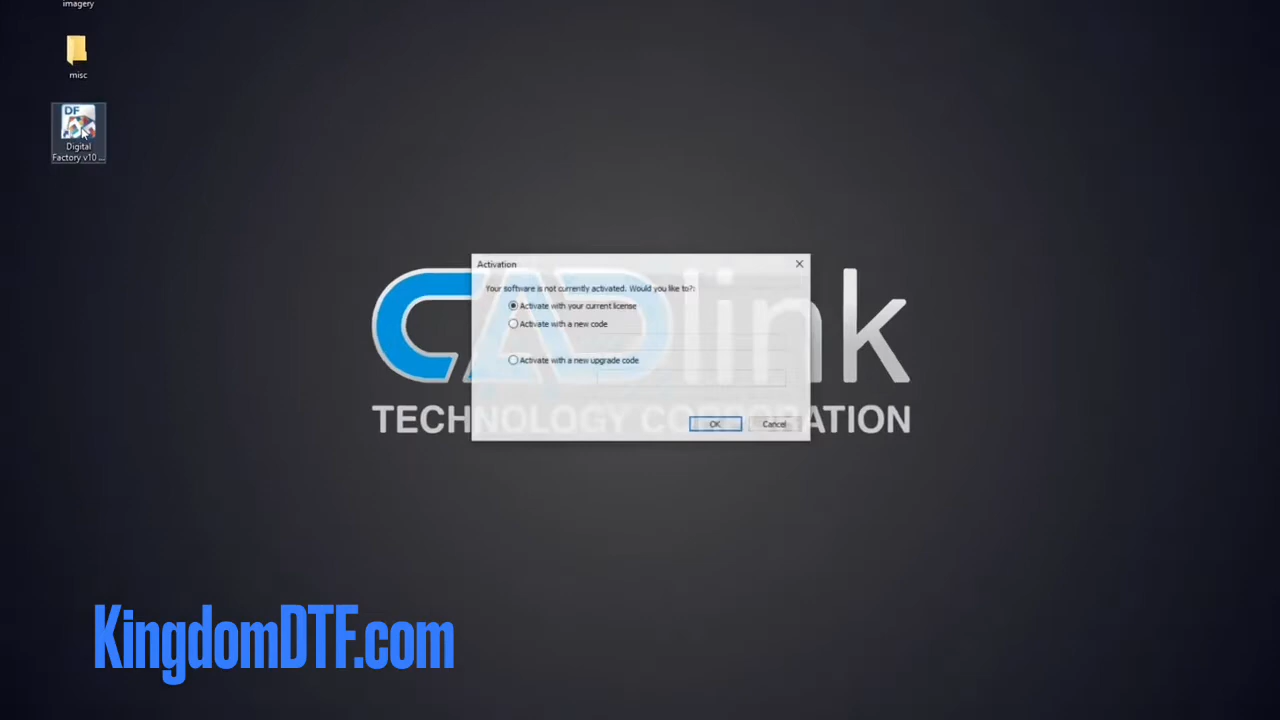 imagery
misc
DF
Digital
Factory v10 ...
Activation
Your software is not currently activated. Would you like to?:
Activate with your current license
Activate with a new code
Activate with a new upgrade code
OK
Cancel
CADlink
TECHNOLOGY CORPORATION
KingdomDTF.com